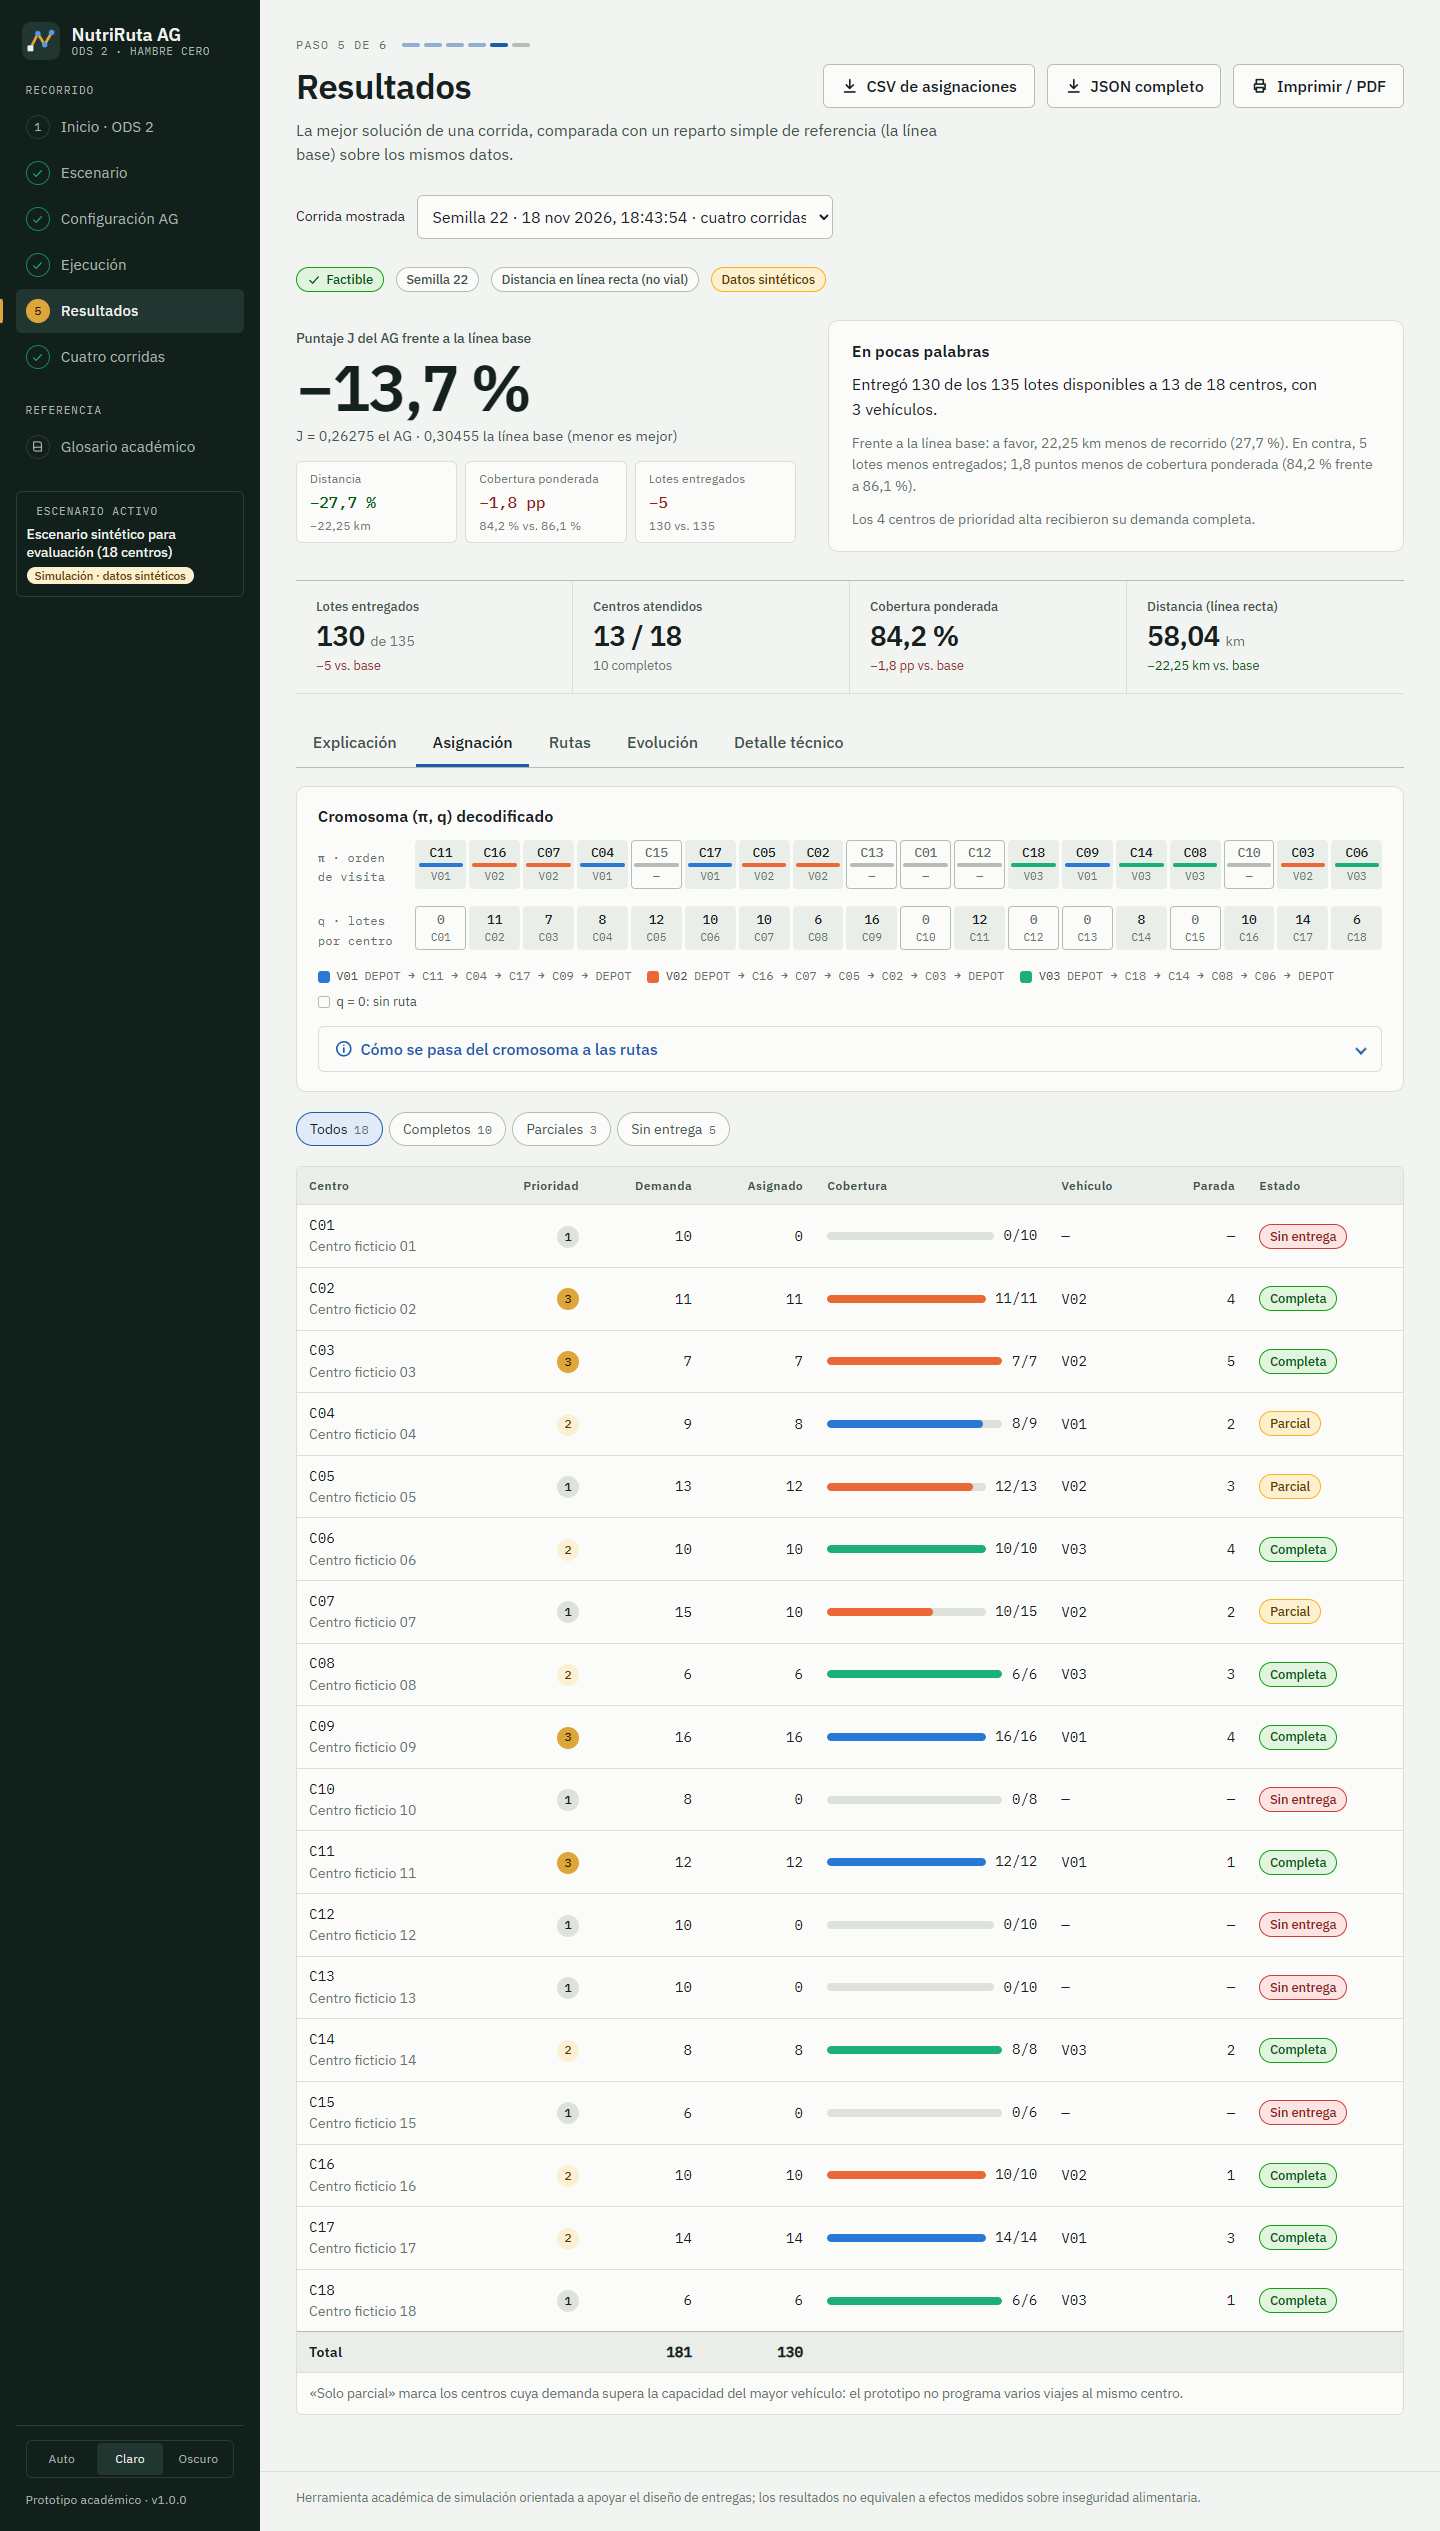 NutriRuta AG
ODS 2 · HAMBRE CERO
RECORRIDO
1 Inicio · ODS 2
Escenario
Configuración AG
Ejecución
5 Resultados
Cuatro corridas
REFERENCIA
Glosario académico
ESCENARIO ACTIVO
Escenario sintético para
evaluación (18 centros)
Simulación · datos sintéticos
Auto Claro Oscuro
Prototipo académico · v1.0.0
PASO 5 DE 6
Resultados
CSV de asignaciones
JSON completo
Imprimir / PDF
La mejor solución de una corrida, comparada con un reparto simple de referencia (la línea
base) sobre los mismos datos.
Corrida mostrada
Semilla 22 · 18 nov 2026, 18:43:54 · cuatro corridas
Factible
Semilla 22
Distancia en línea recta (no vial)
Datos sintéticos
Puntaje J del AG frente a la línea base
−13,7 %
J = 0,26275 el AG · 0,30455 la línea base (menor es mejor)
Distancia
−27,7 %
−22,25 km
Cobertura ponderada
−1,8 pp
84,2 % vs. 86,1 %
Lotes entregados
−5
130 vs. 135
En pocas palabras
Entregó 130 de los 135 lotes disponibles a 13 de 18 centros, con
3 vehículos.
Frente a la línea base: a favor, 22,25 km menos de recorrido (27,7 %). En contra, 5
lotes menos entregados; 1,8 puntos menos de cobertura ponderada (84,2 % frente
a 86,1 %).
Los 4 centros de prioridad alta recibieron su demanda completa.
Lotes entregados
130 de 135
−5 vs. base
Centros atendidos
13 / 18
10 completos
Cobertura ponderada
84,2 %
−1,8 pp vs. base
Distancia (línea recta)
58,04 km
−22,25 km vs. base
Explicación Asignación Rutas Evolución Detalle técnico
Cromosoma (π, q) decodificado
π · orden
de visita
C11 C16 C07 C04 C15 C17 C05 C02 C13 C01 C12 C18 C09 C14 C08 C10 C03 C06
V01 V02 V02 V01 — V01 V02 V02 — — — V03 V01 V03 V03 — V02 V03
q · lotes
por centro
0 11 7 8 12 10 10 6 16 0 12 0 0 8 0 10 14 6
C01 C02 C03 C04 C05 C06 C07 C08 C09 C10 C11 C12 C13 C14 C15 C16 C17 C18
V01 DEPOT → C11 → C04 → C17 → C09 → DEPOT
V02 DEPOT → C16 → C07 → C05 → C02 → C03 → DEPOT
V03 DEPOT → C18 → C14 → C08 → C06 → DEPOT
q = 0: sin ruta
Cómo se pasa del cromosoma a las rutas
Todos 18 Completos 10 Parciales 3 Sin entrega 5
Centro Prioridad Demanda Asignado Cobertura Vehículo Parada Estado
C01
Centro ficticio 01 1 10 0 0/10 — — Sin entrega
C02
Centro ficticio 02 3 11 11 11/11 V02 4 Completa
C03
Centro ficticio 03 3 7 7 7/7 V02 5 Completa
C04
Centro ficticio 04 2 9 8 8/9 V01 2 Parcial
C05
Centro ficticio 05 1 13 12 12/13 V02 3 Parcial
C06
Centro ficticio 06 2 10 10 10/10 V03 4 Completa
C07
Centro ficticio 07 1 15 10 10/15 V02 2 Parcial
C08
Centro ficticio 08 2 6 6 6/6 V03 3 Completa
C09
Centro ficticio 09 3 16 16 16/16 V01 4 Completa
C10
Centro ficticio 10 1 8 0 0/8 — — Sin entrega
C11
Centro ficticio 11 3 12 12 12/12 V01 1 Completa
C12
Centro ficticio 12 1 10 0 0/10 — — Sin entrega
C13
Centro ficticio 13 1 10 0 0/10 — — Sin entrega
C14
Centro ficticio 14 2 8 8 8/8 V03 2 Completa
C15
Centro ficticio 15 1 6 0 0/6 — — Sin entrega
C16
Centro ficticio 16 2 10 10 10/10 V02 1 Completa
C17
Centro ficticio 17 2 14 14 14/14 V01 3 Completa
C18
Centro ficticio 18 1 6 6 6/6 V03 1 Completa
Total 181 130
«Solo parcial» marca los centros cuya demanda supera la capacidad del mayor vehículo: el prototipo no programa varios viajes al mismo centro.
Herramienta académica de simulación orientada a apoyar el diseño de entregas; los resultados no equivalen a efectos medidos sobre inseguridad alimentaria.